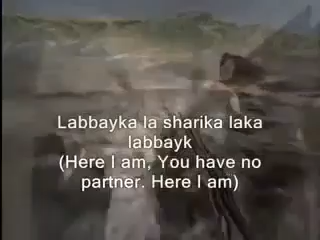 Labbayka la sharika laka
labbayk
(Here I am, You have no
partner. Here I am)